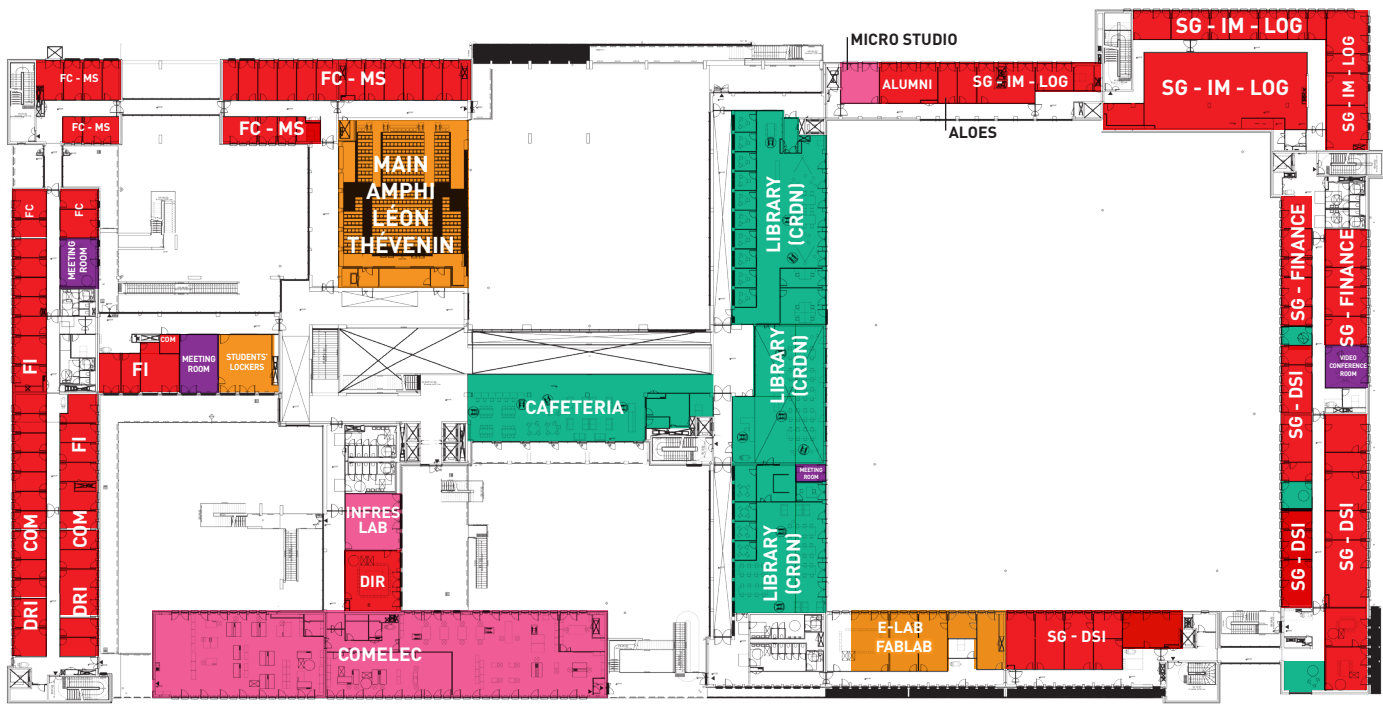 SG - IM - LOG
MICRO STUDIO
SG - IM - LOG
FC - MS
FC - MS
ALUMNI
SG - IM - LOG
SG - IM - LOG
FC - MS
FC - MS
ALOES
MAIN
AMPHI
LÉON
THÉVENIN
LIBRARY
(CRDN)
FC
FC
MEETING
ROOM
SG - FINANCE
SG - FINANCE
FI
COM
FI
MEETING
ROOM
STUDENTS'
LOCKERS
LIBRARY
(CRDN)
VIDEO
CONFERENCE
ROOM
CAFETERIA
SG - DSI
FI
MEETING
ROOM
INFRES
LAB
COM
COM
LIBRARY
(CRDN)
SG - DSI
SG - DSI
DIR
DRI
DRI
E-LAB
FABLAB
SG - DSI
COMELEC